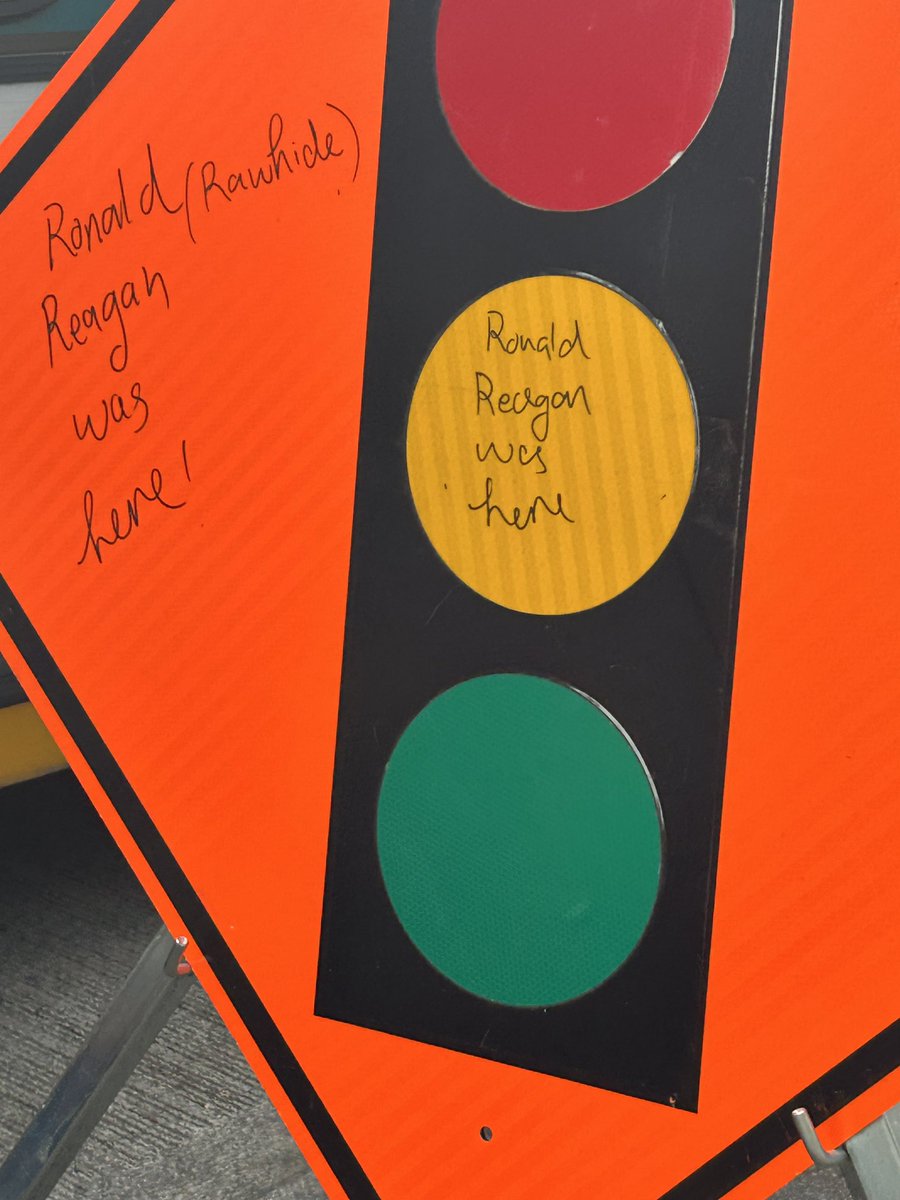 Ronald (Rawhide)
Reagan
was
here!
Ronald
Reagan
was
here